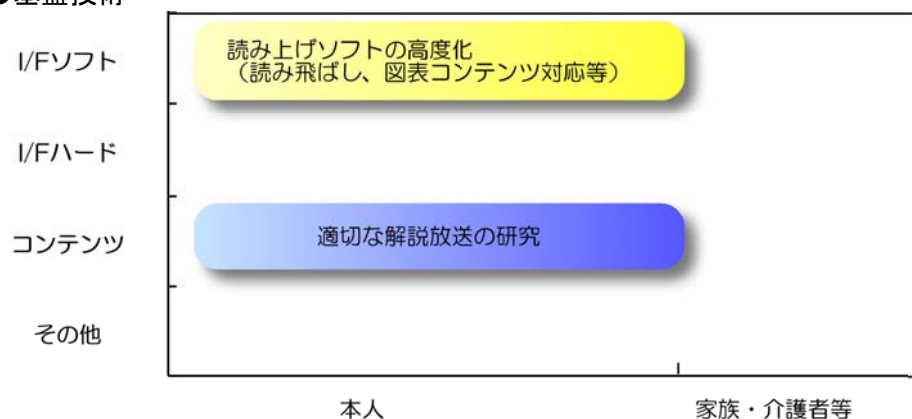 ●基盤技術
I/Fソフト
読み上げソフトの高度化
（読み飛ばし、図表コンテンツ対応等）
I/Fハード
コンテンツ
適切な解説放送の研究
その他
本人
家族・介護者等